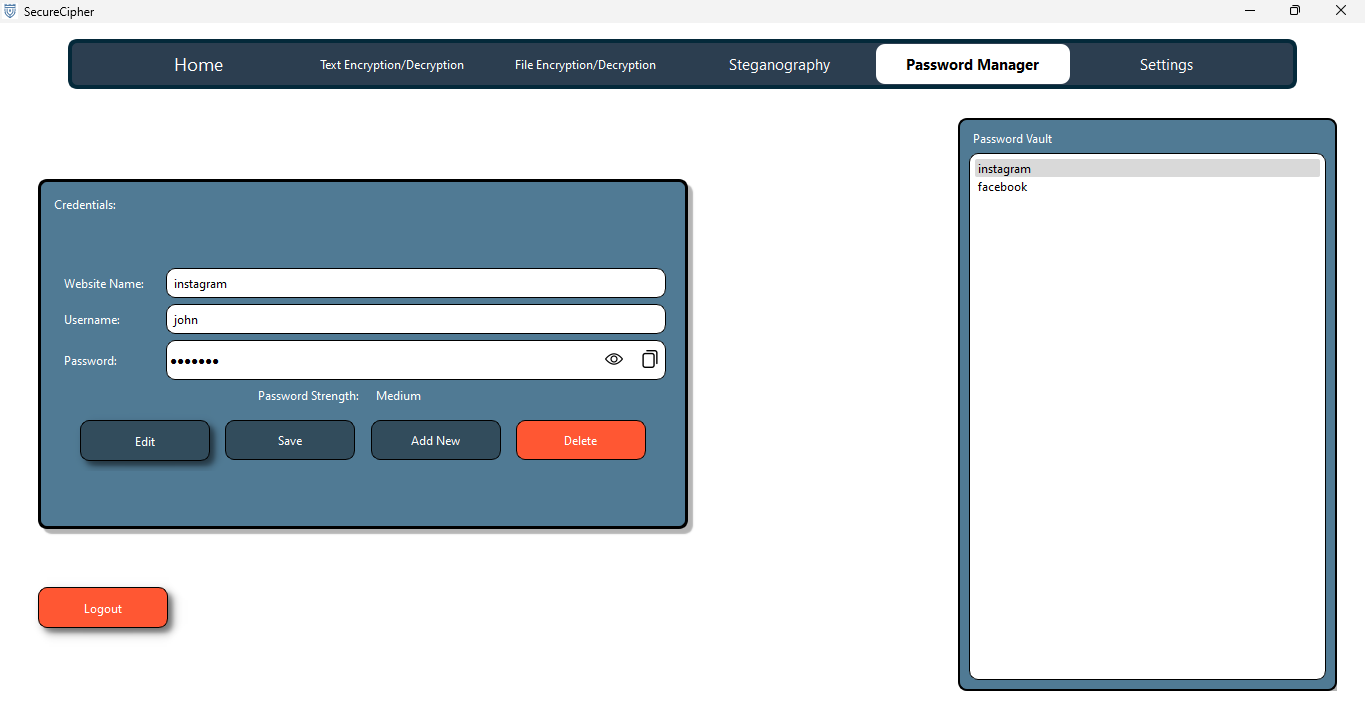 SecureCipher
Home Text Encryption/Decryption File Encryption/Decryption Steganography Password Manager Settings
Credentials:
Website Name: instagram
Username: john
Password: •••••••
Password Strength: Medium
Edit Save Add New Delete
Logout
Password Vault
instagram
facebook